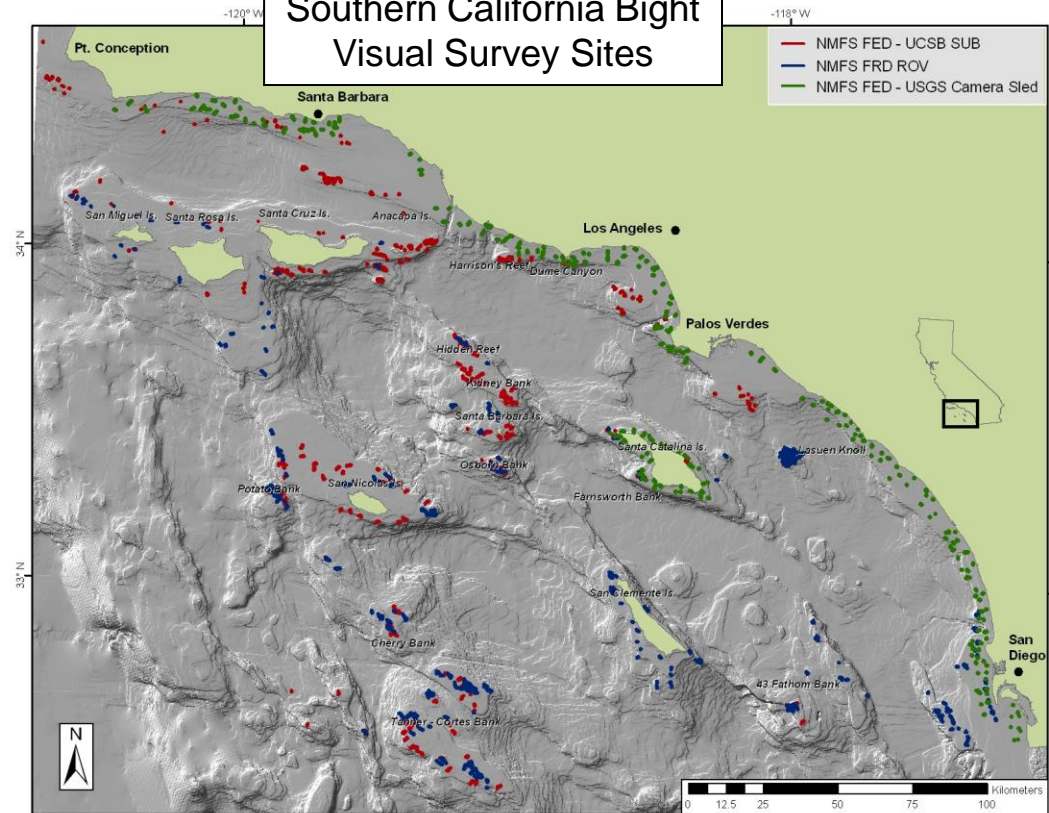 Southern California Bight
Visual Survey Sites
-120° W
-118° W
Pt. Conception
NMFS FED - UCSB SUB
NMFS FRD ROV
NMFS FED - USGS Camera Sled
Santa Barbara
San Miguel Is.
Santa Rosa Is.
Santa Cruz Is.
Anacapa Is.
Los Angeles
34° N
Harrison's Reef
Dume Canyon
Palos Verdes
Hidden Reef
Kidney Bank
Santa Barbara Is.
Santa Catalina Is.
Lasuen Knoll
Osborn Bank
San Nicolas Is.
Potato Bank
Farnsworth Bank
33° N
San Clemente Is.
Cherry Bank
San
Diego
43 Fathom Bank
Tanner - Cortes Bank
N
Kilometers
0 12.5 25 50 75 100